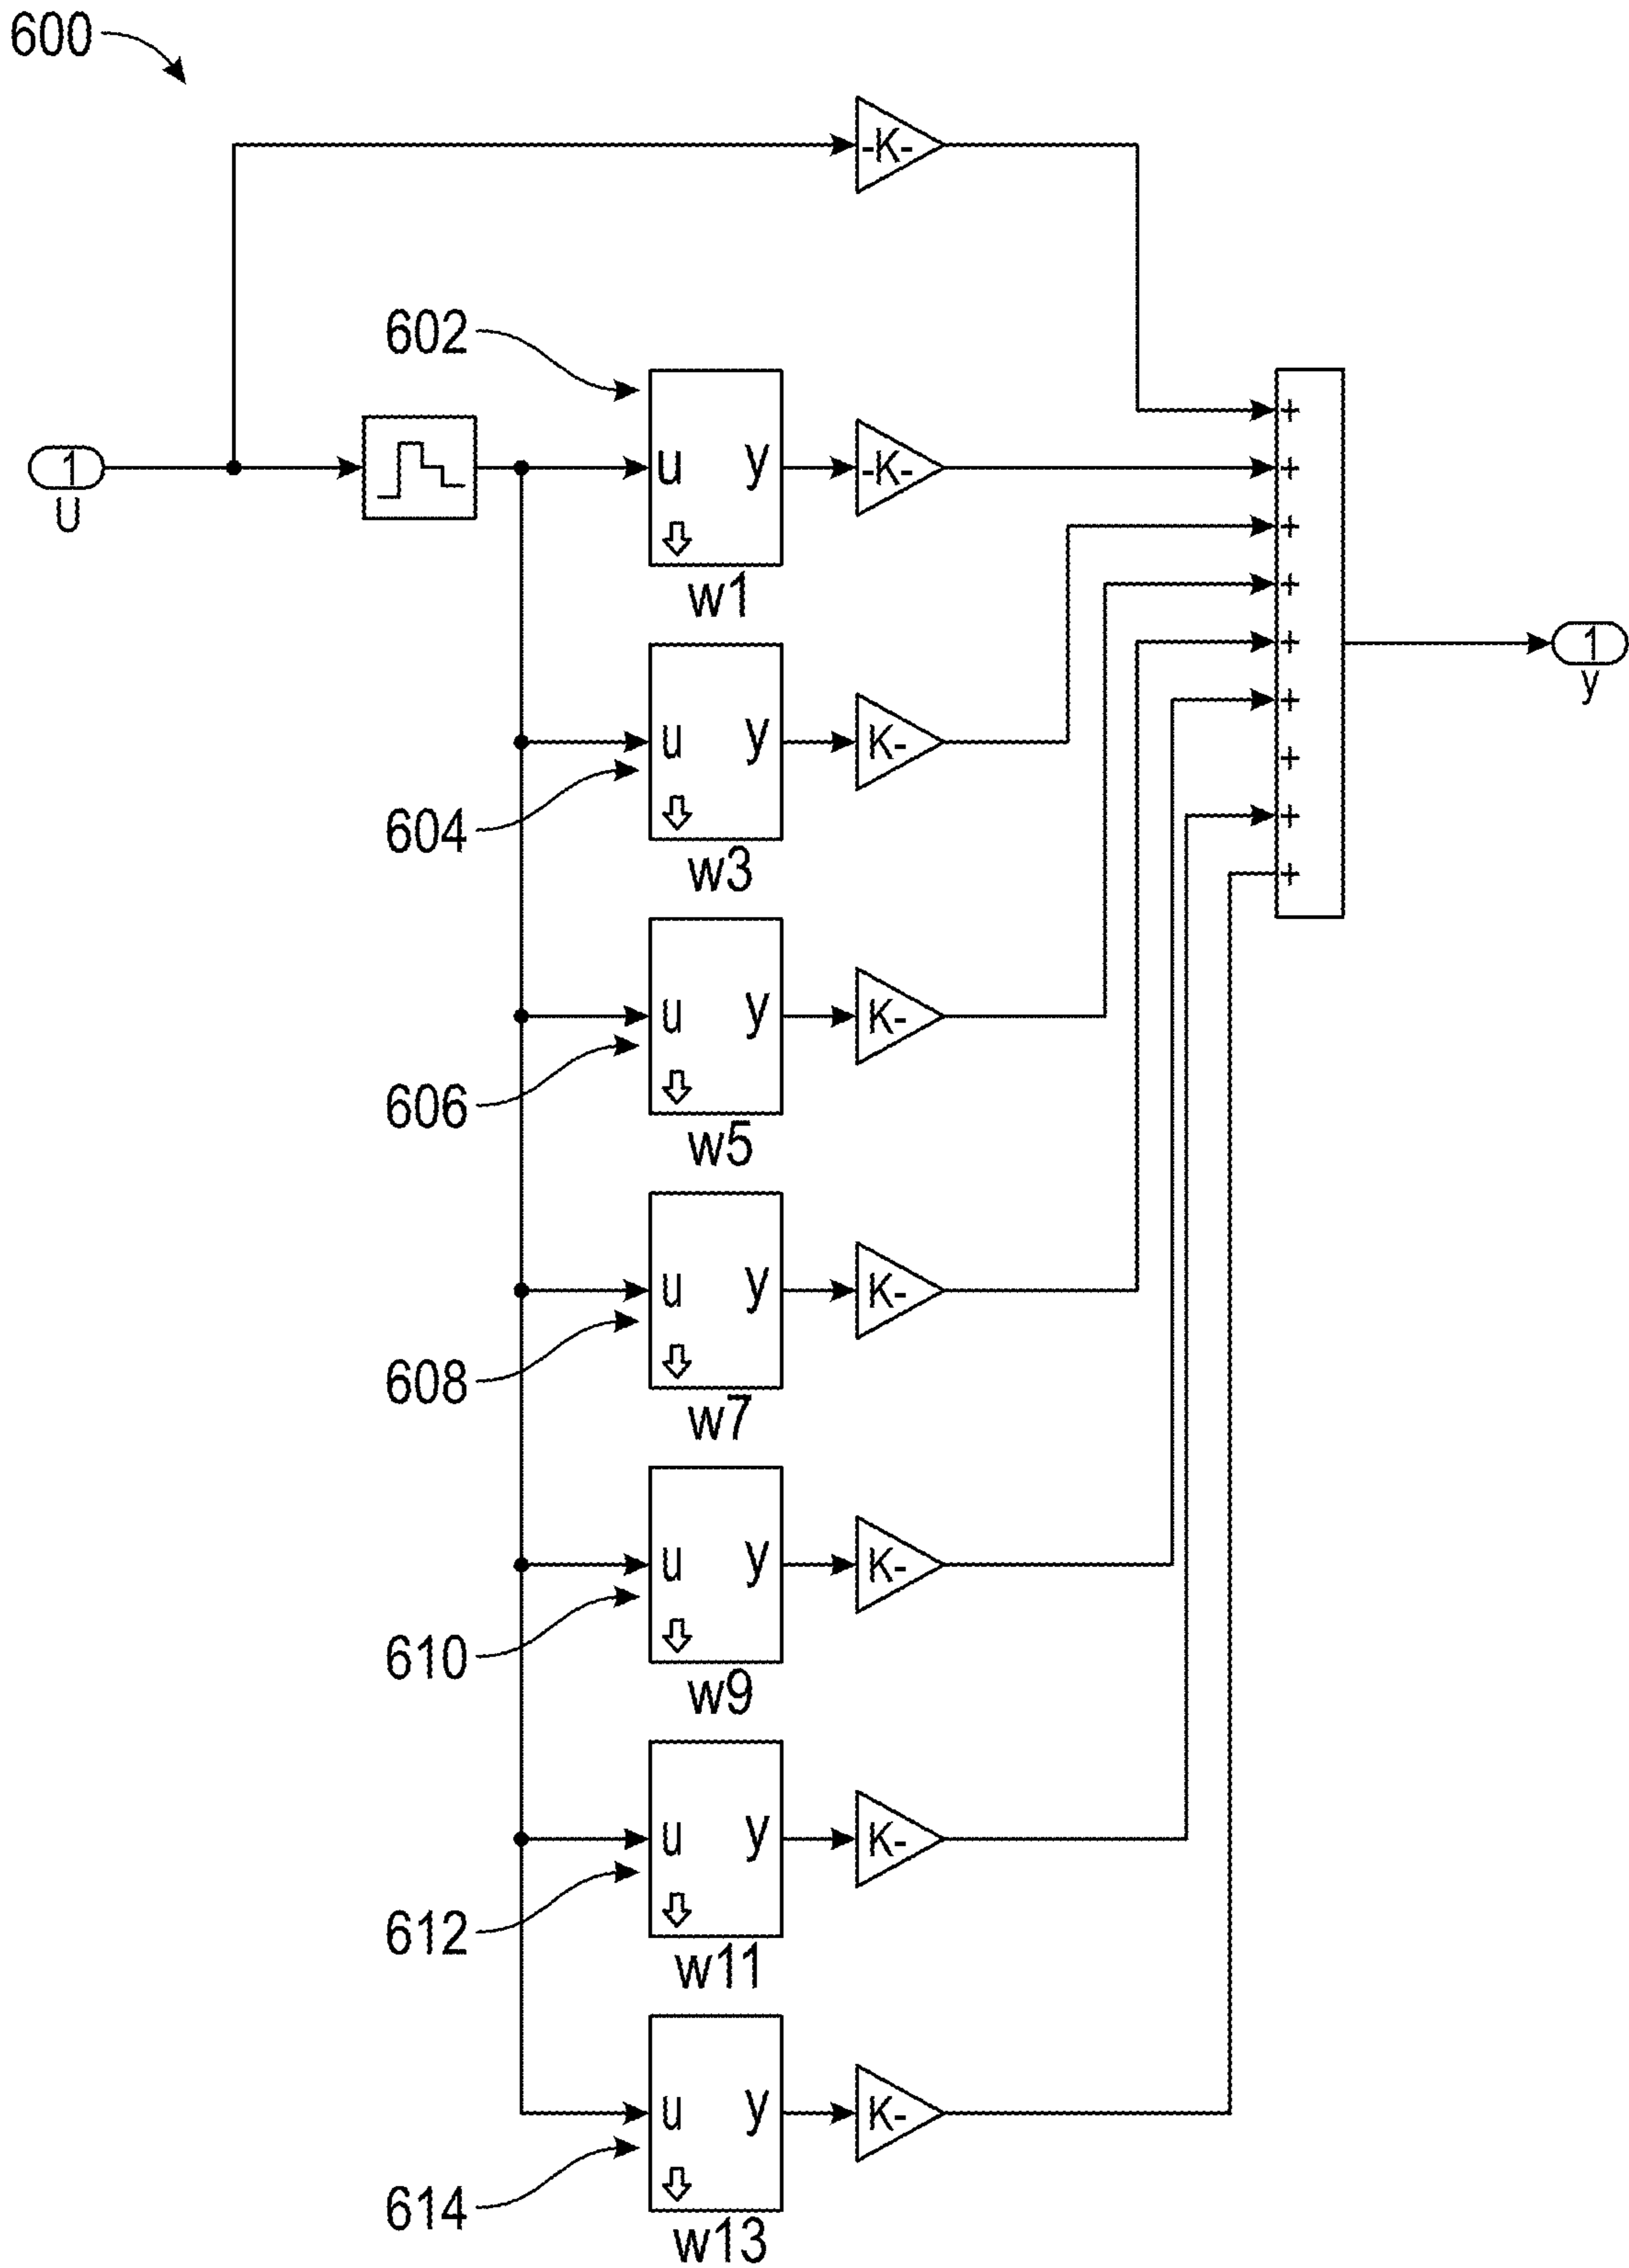 600
-K-
+
602
1
U
u y
-K-
+
w1
+
+
+
1
y
+
u y
K-
+
604
+
w3
+
u y
K-
606
w5
u y
K-
608
w7
u y
K-
610
w9
u y
K-
612
w11
u y
K-
614
w13